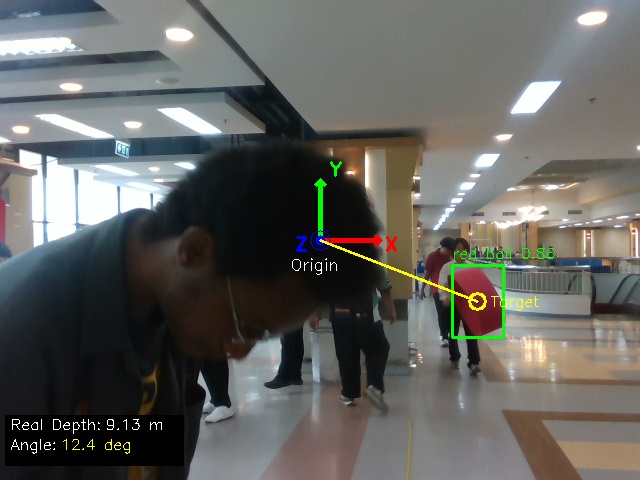 Y
Z X
Origin
red ball 0.88
Target
Real Depth: 9.13 m
Angle: 12.4 deg